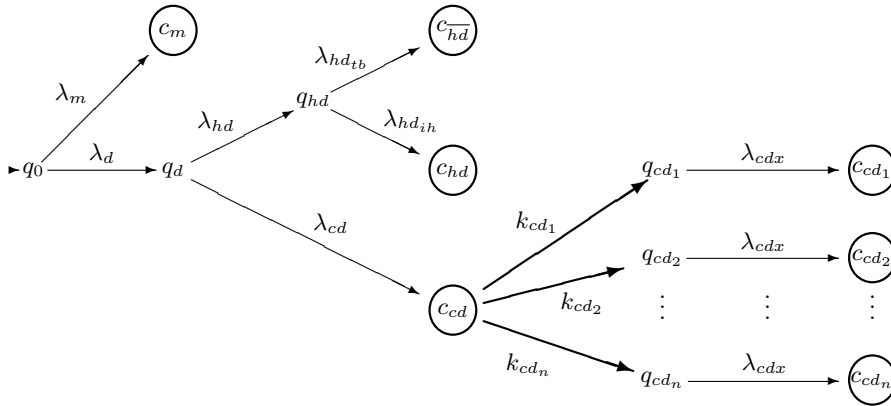 c_m
c_{\overline{hd}}
λ_{hd_{tb}}
λ_m
q_{hd}
λ_{hd}
λ_{hd_{ih}}
q_0
λ_d
q_d
c_{hd}
q_{cd_1}
λ_{cdx}
c_{cd_1}
λ_{cd}
k_{cd_1}
q_{cd_2}
λ_{cdx}
c_{cd_2}
c_{cd}
k_{cd_2}
⋮ ⋮ ⋮
k_{cd_n}
q_{cd_n}
λ_{cdx}
c_{cd_n}